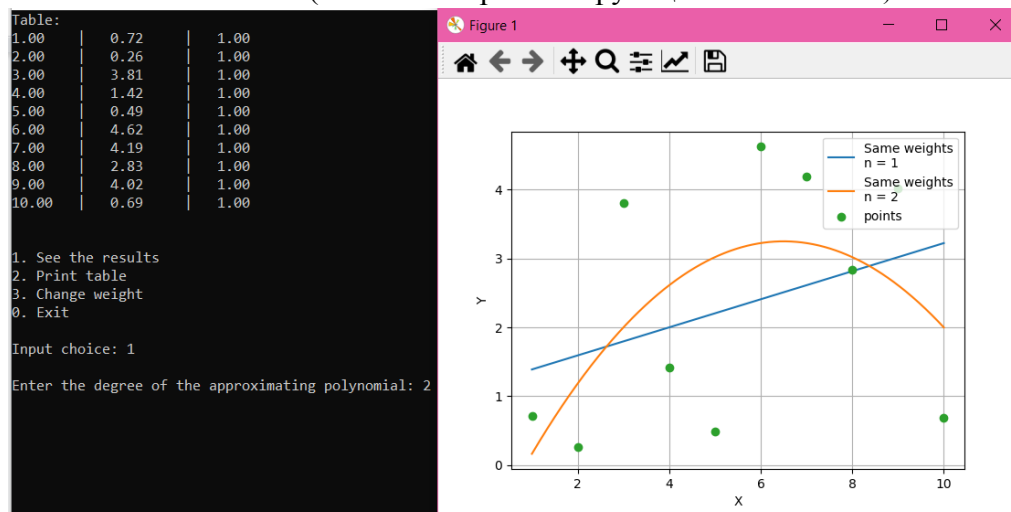 Table:
1.00 | 0.72 | 1.00
2.00 | 0.26 | 1.00
3.00 | 3.81 | 1.00
4.00 | 1.42 | 1.00
5.00 | 0.49 | 1.00
6.00 | 4.62 | 1.00
7.00 | 4.19 | 1.00
8.00 | 2.83 | 1.00
9.00 | 4.02 | 1.00
10.00 | 0.69 | 1.00
1. See the results
2. Print table
3. Change weight
0. Exit
Input choice: 1
Enter the degree of the approximating polynomial: 2
Figure 1
Same weights
n = 1
Same weights
n = 2
points
4
3
2
1
0
Y
2 4 6 8 10
X